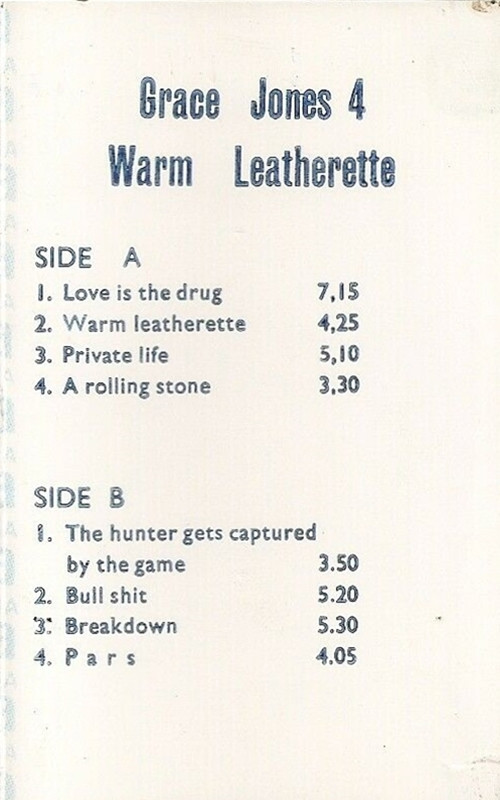 Grace Jones 4
Warm Leatherette
SIDE A
1. Love is the drug 7,15
2. Warm leatherette 4,25
3. Private life 5,10
4. A rolling stone 3,30
SIDE B
1. The hunter gets captured
by the game 3.50
2. Bull shit 5.20
3. Breakdown 5.30
4. Pars 4.05